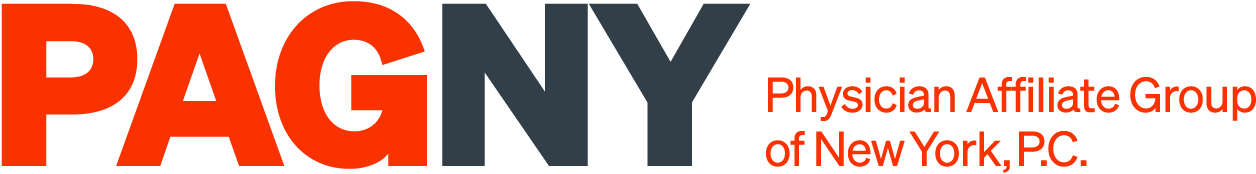 PAGNY
Physician Affiliate Group
of New York, P.C.